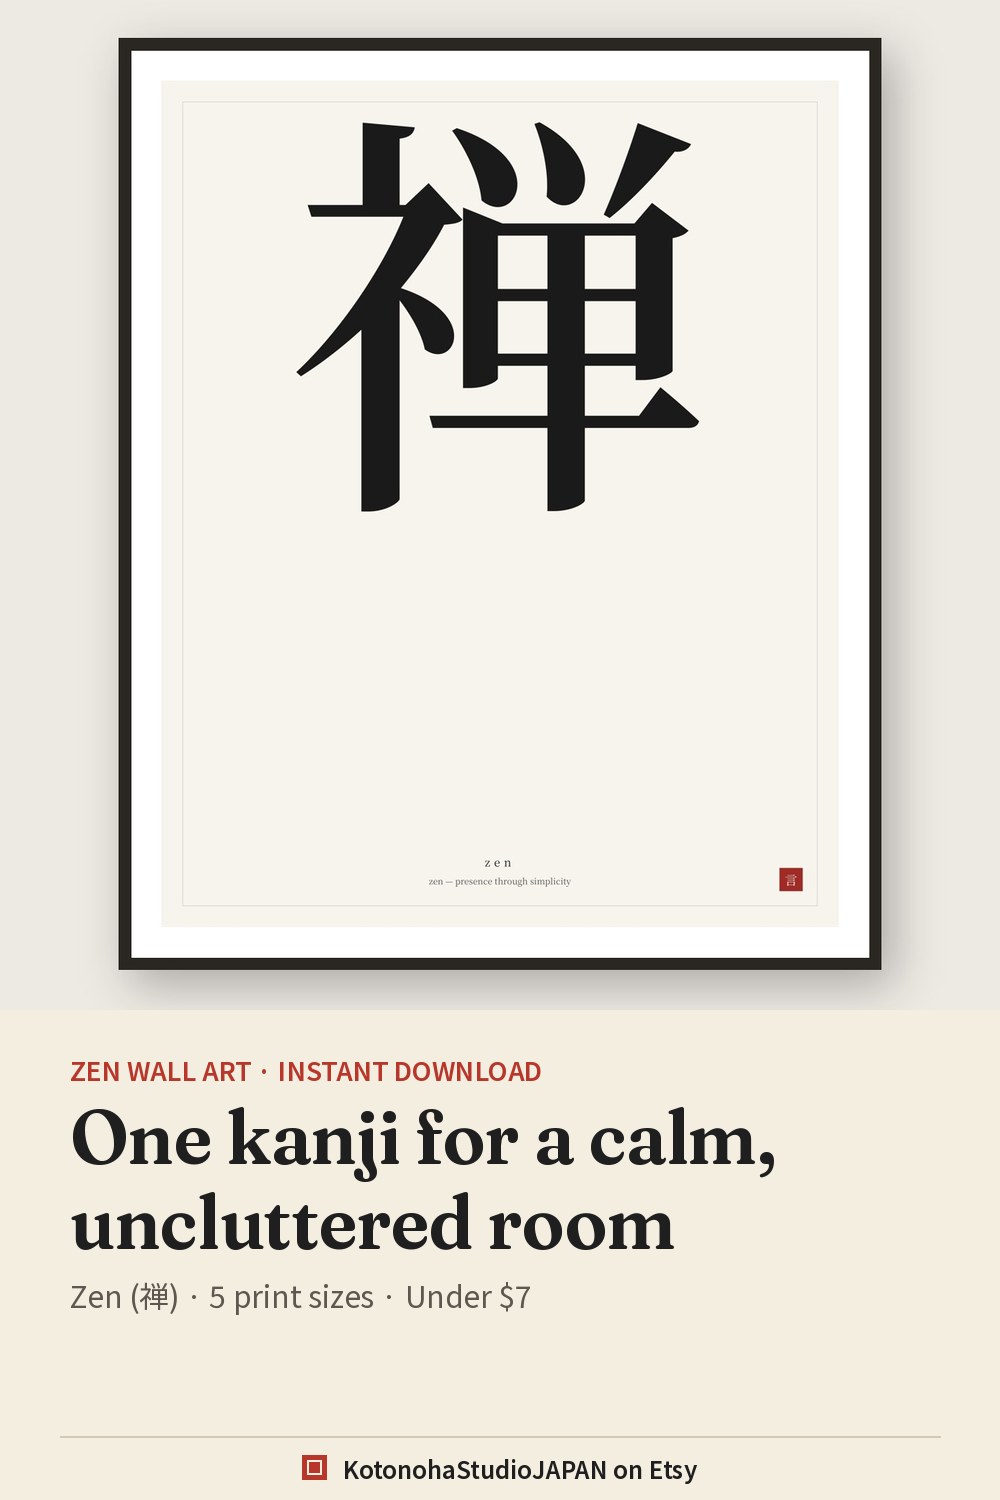 禅
zen
zen — presence through simplicity
言
ZEN WALL ART · INSTANT DOWNLOAD
One kanji for a calm,
uncluttered room
Zen (禅) · 5 print sizes · Under $7
KotonohaStudioJAPAN on Etsy